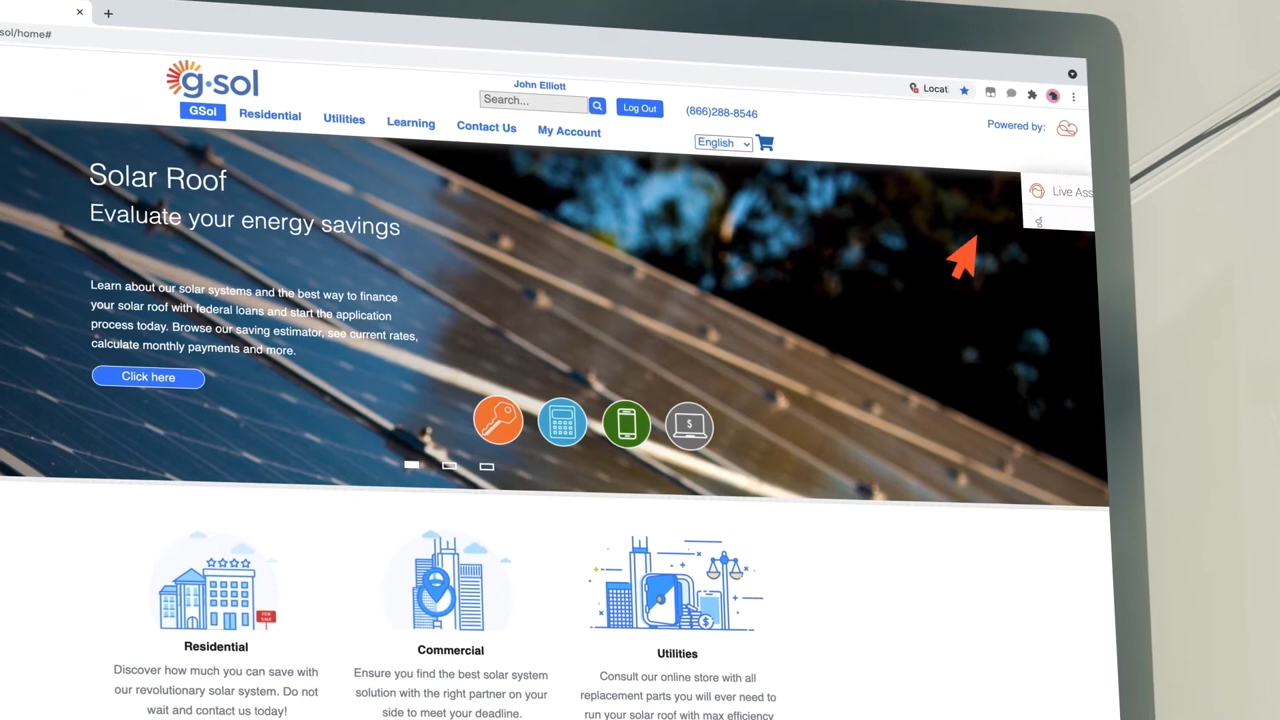 sol/home#
Locat
g·sol
John Elliott
Search...
Log Out
(866)288-8546
Powered by:
GSol
Residential
Utilities
Learning
Contact Us
My Account
English
Live Ass
Solar Roof
Evaluate your energy savings
Learn about our solar systems and the best way to finance
your solar roof with federal loans and start the application
process today. Browse our saving estimator, see current rates,
calculate monthly payments and more.
Click here
$
FOR
SALE
$
Residential
Commercial
Utilities
Discover how much you can save with
our revolutionary solar system. Do not
wait and contact us today!
Ensure you find the best solar system
solution with the right partner on your
side to meet your deadline.
Consult our online store with all
replacement parts you will ever need to
run your solar roof with max efficiency